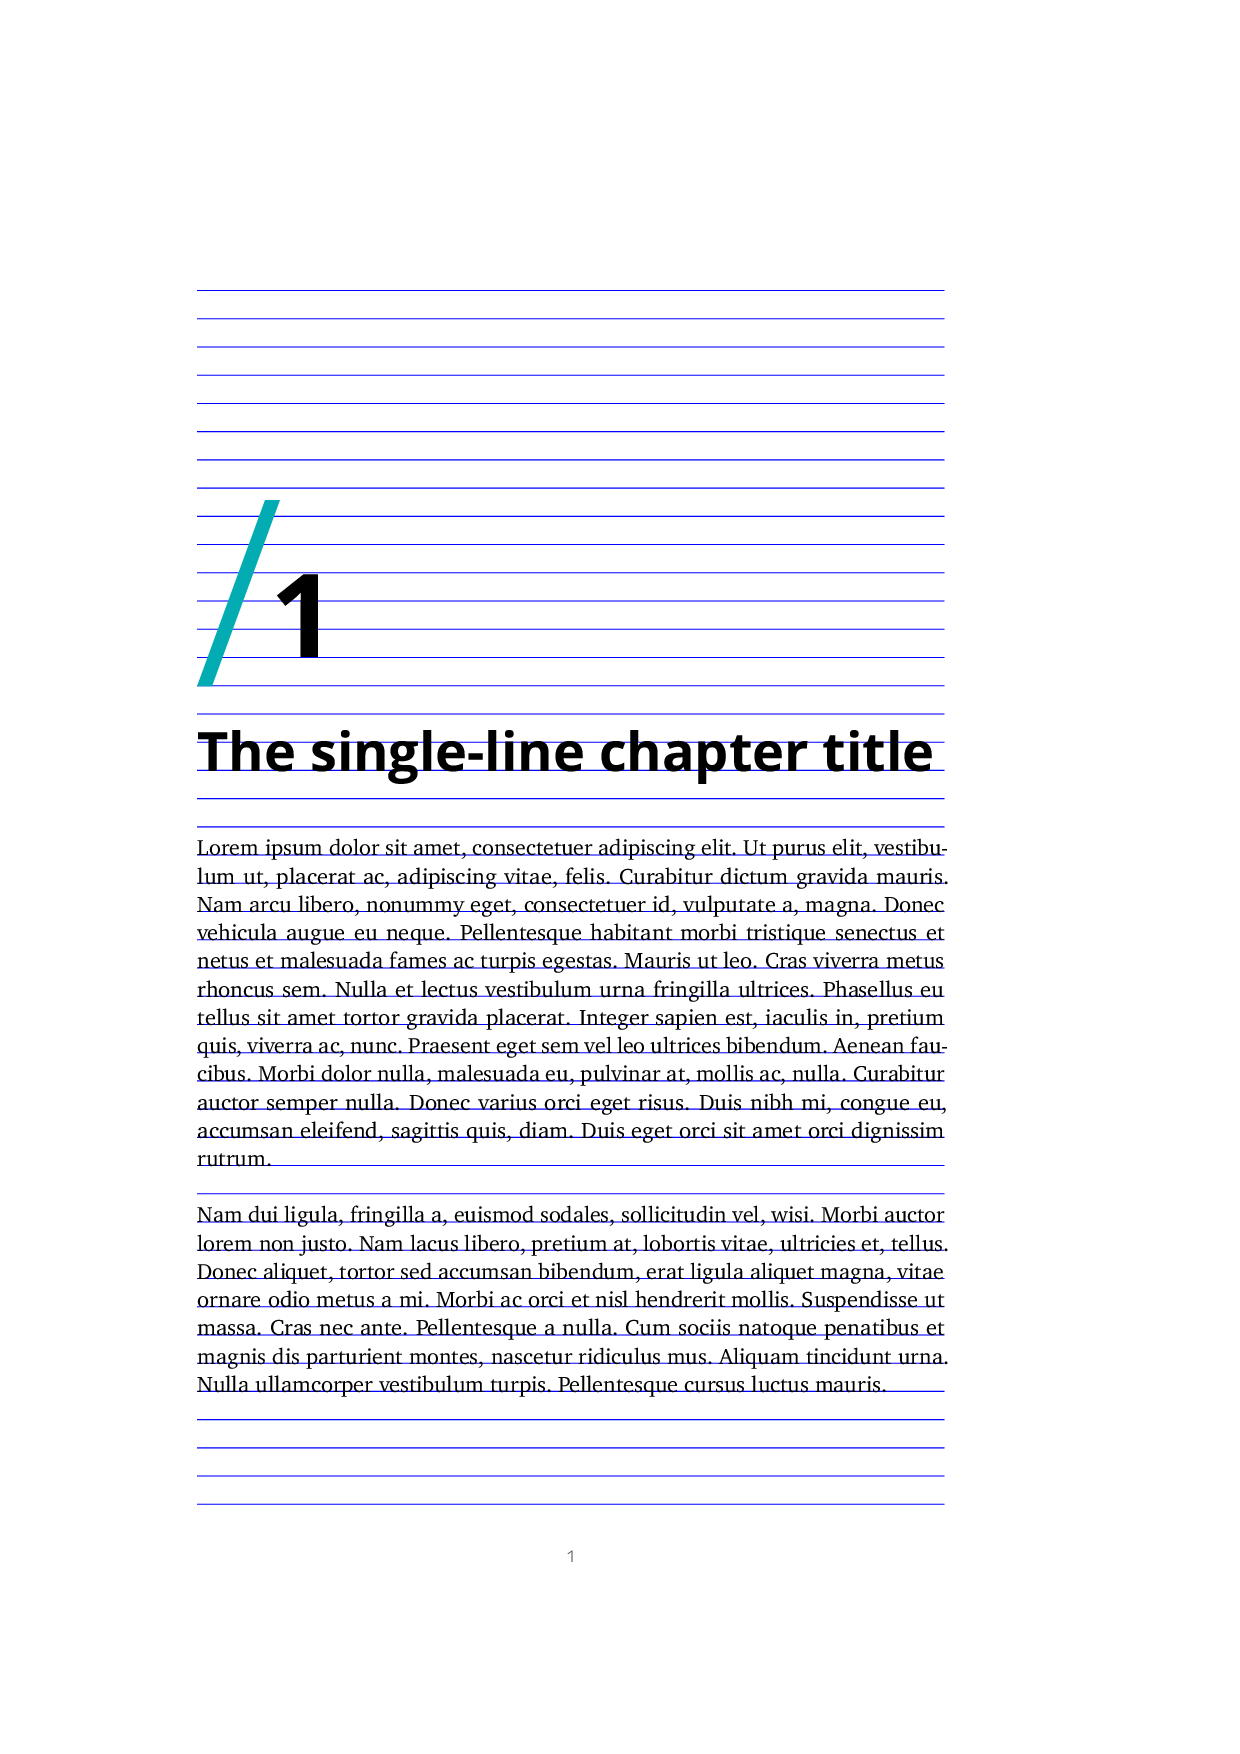 /1
The single-line chapter title
Lorem ipsum dolor sit amet, consectetuer adipiscing elit. Ut purus elit, vestibu-
lum ut, placerat ac, adipiscing vitae, felis. Curabitur dictum gravida mauris.
Nam arcu libero, nonummy eget, consectetuer id, vulputate a, magna. Donec
vehicula augue eu neque. Pellentesque habitant morbi tristique senectus et
netus et malesuada fames ac turpis egestas. Mauris ut leo. Cras viverra metus
rhoncus sem. Nulla et lectus vestibulum urna fringilla ultrices. Phasellus eu
tellus sit amet tortor gravida placerat. Integer sapien est, iaculis in, pretium
quis, viverra ac, nunc. Praesent eget sem vel leo ultrices bibendum. Aenean fau-
cibus. Morbi dolor nulla, malesuada eu, pulvinar at, mollis ac, nulla. Curabitur
auctor semper nulla. Donec varius orci eget risus. Duis nibh mi, congue eu,
accumsan eleifend, sagittis quis, diam. Duis eget orci sit amet orci dignissim
rutrum.
Nam dui ligula, fringilla a, euismod sodales, sollicitudin vel, wisi. Morbi auctor
lorem non justo. Nam lacus libero, pretium at, lobortis vitae, ultricies et, tellus.
Donec aliquet, tortor sed accumsan bibendum, erat ligula aliquet magna, vitae
ornare odio metus a mi. Morbi ac orci et nisl hendrerit mollis. Suspendisse ut
massa. Cras nec ante. Pellentesque a nulla. Cum sociis natoque penatibus et
magnis dis parturient montes, nascetur ridiculus mus. Aliquam tincidunt urna.
Nulla ullamcorper vestibulum turpis. Pellentesque cursus luctus mauris.
1